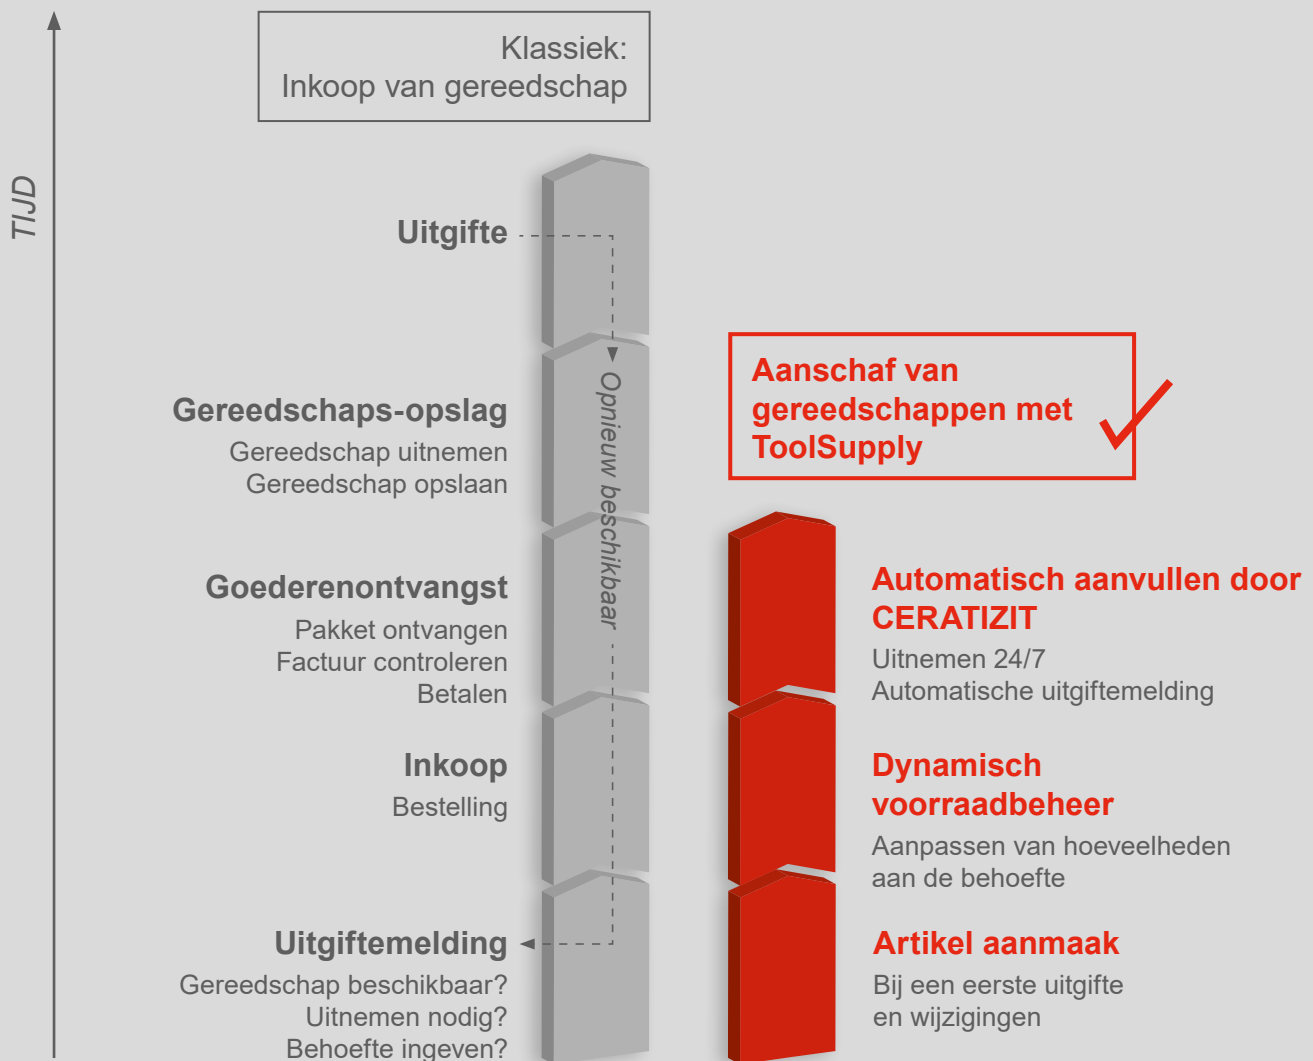 TIJD
Klassiek:
Inkoop van gereedschap
Uitgifte
Gereedschaps-opslag
Gereedschap uitnemen
Gereedschap opslaan
Goederenontvangst
Pakket ontvangen
Factuur controleren
Betalen
Inkoop
Bestelling
Uitgiftemelding
Gereedschap beschikbaar?
Uitnemen nodig?
Behoefte ingeven?
Opnieuw beschikbaar
Aanschaf van
gereedschappen met
ToolSupply
Automatisch aanvullen door
CERATIZIT
Uitnemen 24/7
Automatische uitgiftemelding
Dynamisch
voorraadbeheer
Aanpassen van hoeveelheden
aan de behoefte
Artikel aanmaak
Bij een eerste uitgifte
en wijzigingen